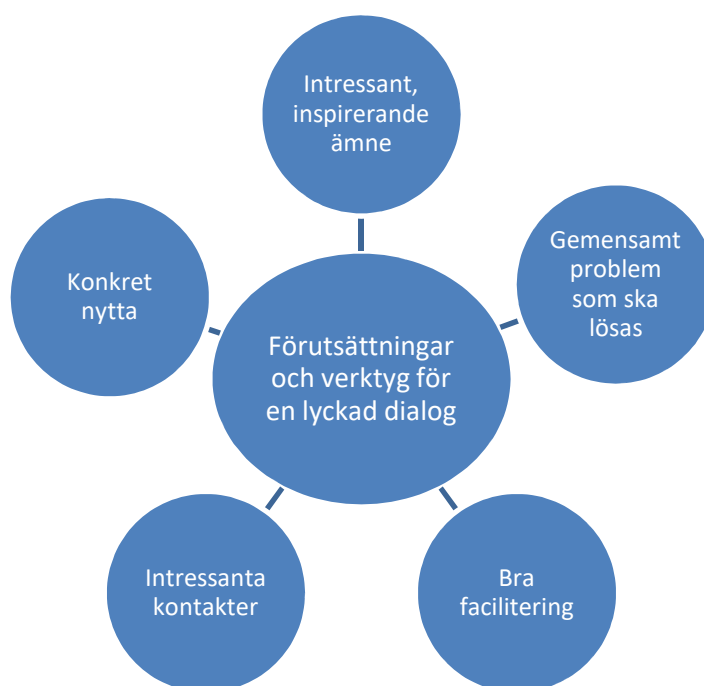 Intressant,
inspirerande
ämne
Gemensamt
problem
som ska
lösas
Konkret
nytta
Förutsättningar
och verktyg för
en lyckad dialog
Intressanta
kontakter
Bra
facilitering